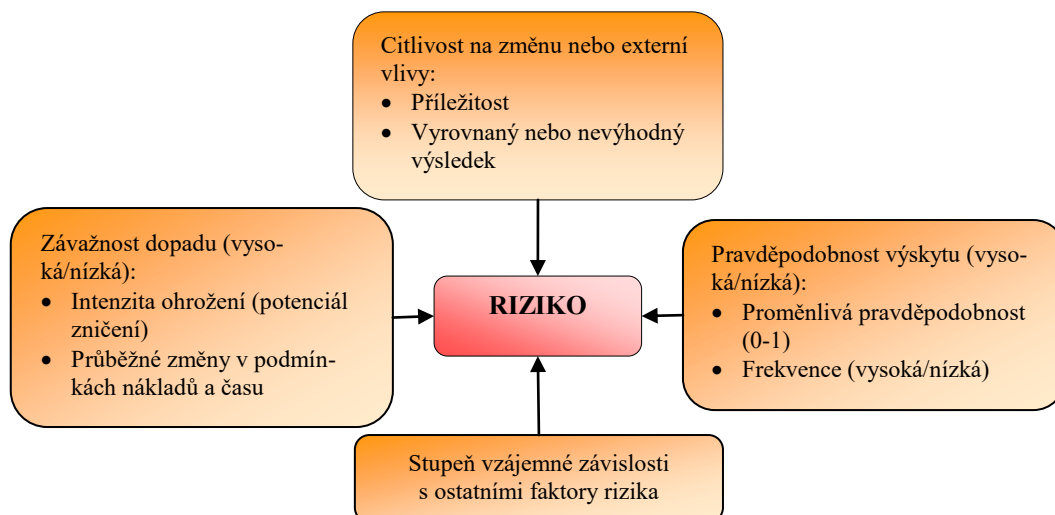 Citlivost na změnu nebo externí
vlivy:
• Příležitost
• Vyrovnaný nebo nevýhodný
výsledek
Závažnost dopadu (vyso-
ká/nízká):
• Intenzita ohrožení (potenciál
zničení)
• Průběžné změny v podmín-
kách nákladů a času
RIZIKO
Pravděpodobnost výskytu (vyso-
ká/nízká):
• Proměnlivá pravděpodobnost
(0-1)
• Frekvence (vysoká/nízká)
Stupeň vzájemné závislosti
s ostatními faktory rizika